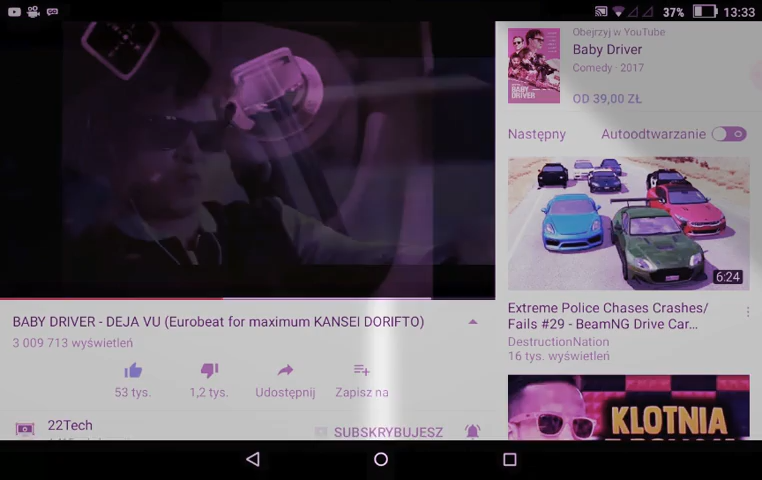 37% 13:33
Obejrzyj w YouTube
Baby Driver
Comedy · 2017
OD 39,00 ZŁ
BABY DRIVER
Następny Autoodtwarzanie
6:24
BABY DRIVER - DEJA VU (Eurobeat for maximum KANSEI DORIFTO)
3 009 713 wyświetleń
53 tys. 1,2 tys. Udostępnij Zapisz na
22Tech
SUBSKRYBUJESZ
Extreme Police Chases Crashes/
Fails #29 - BeamNG Drive Car...
DestructionNation
16 tys. wyświetleń
KLOTNIA